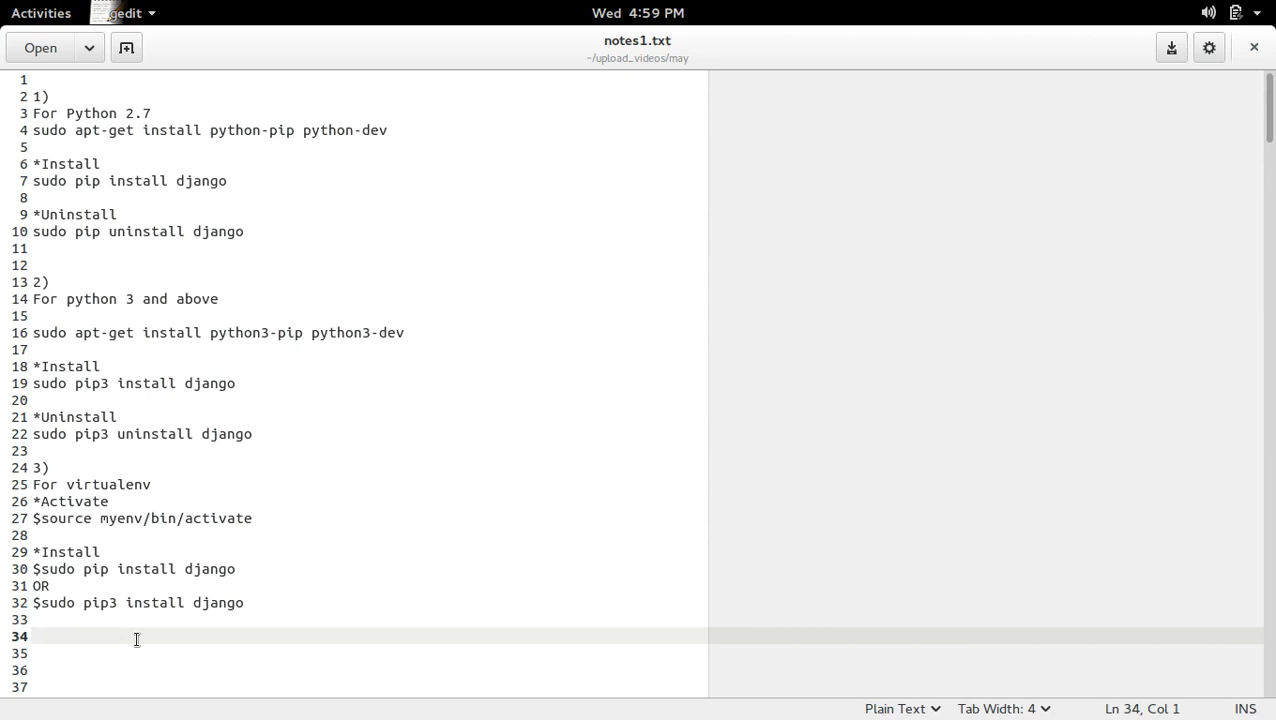 Activities gedit Wed 4:59 PM
Open notes1.txt
~/upload_videos/may
1
2 1)
3 For Python 2.7
4 sudo apt-get install python-pip python-dev
5
6 *Install
7 sudo pip install django
8
9 *Uninstall
10 sudo pip uninstall django
11
12
13 2)
14 For python 3 and above
15
16 sudo apt-get install python3-pip python3-dev
17
18 *Install
19 sudo pip3 install django
20
21 *Uninstall
22 sudo pip3 uninstall django
23
24 3)
25 For virtualenv
26 *Activate
27 $source myenv/bin/activate
28
29 *Install
30 $sudo pip install django
31 OR
32 $sudo pip3 install django
33
34
35
36
37
Plain Text Tab Width: 4 Ln 34, Col 1 INS